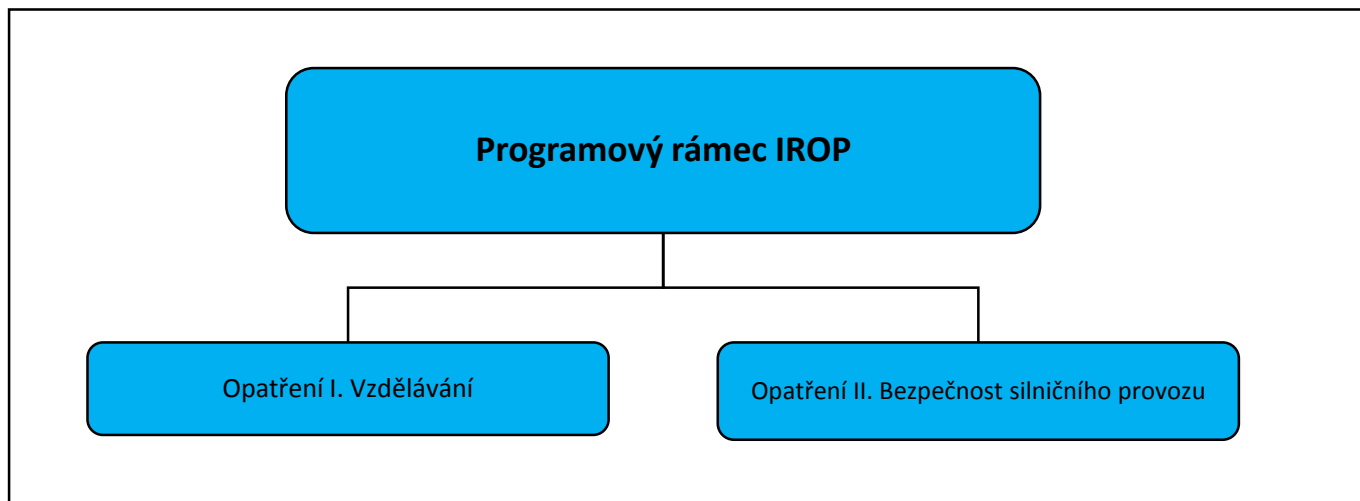 Programový rámec IROP
Opatření I. Vzdělávání
Opatření II. Bezpečnost silničního provozu